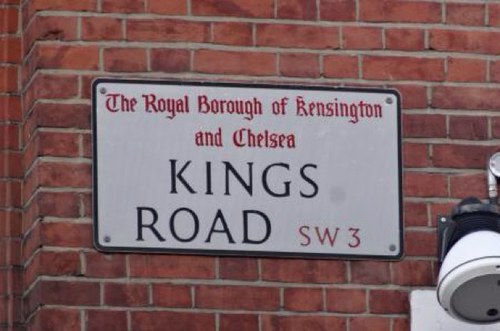 The Royal Borough of Kensington
and Chelsea
KINGS
ROAD SW3